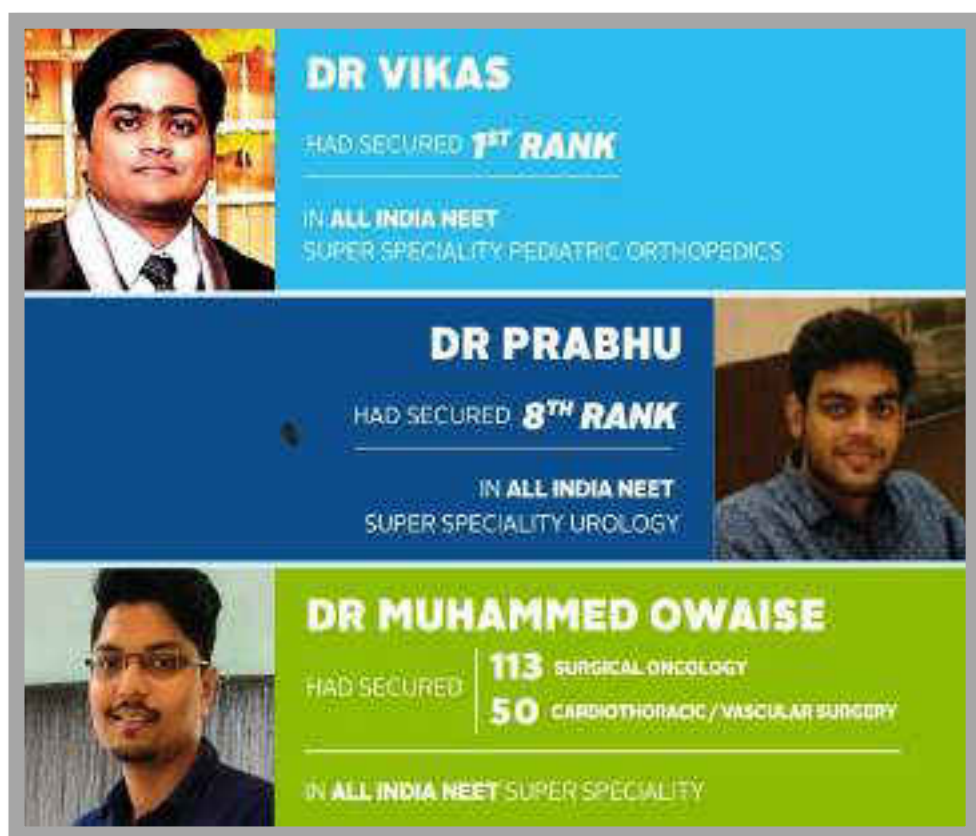 DR VIKAS
HAD SECURED 1ST RANK
IN ALL INDIA NEET
SUPER SPECIALITY PEDIATRIC ORTHOPEDICS
DR PRABHU
HAD SECURED 8TH RANK
IN ALL INDIA NEET
SUPER SPECIALITY UROLOGY
DR MUHAMMED OWAISE
HAD SECURED
113 SURGICAL ONCOLOGY
50 CARDIOTHORACIC / VASCULAR SURGERY
IN ALL INDIA NEET SUPER SPECIALITY